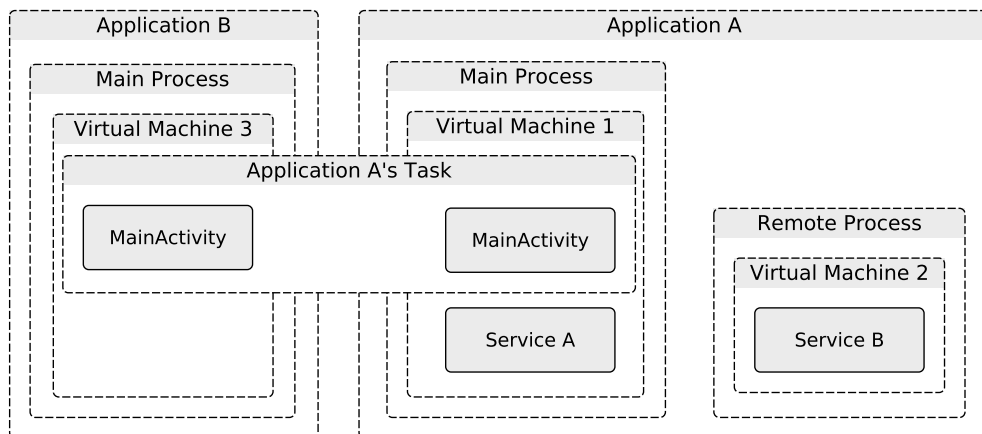 Application B
Main Process
Virtual Machine 3
Application A
Main Process
Virtual Machine 1
Application A's Task
MainActivity
MainActivity
Service A
Remote Process
Virtual Machine 2
Service B